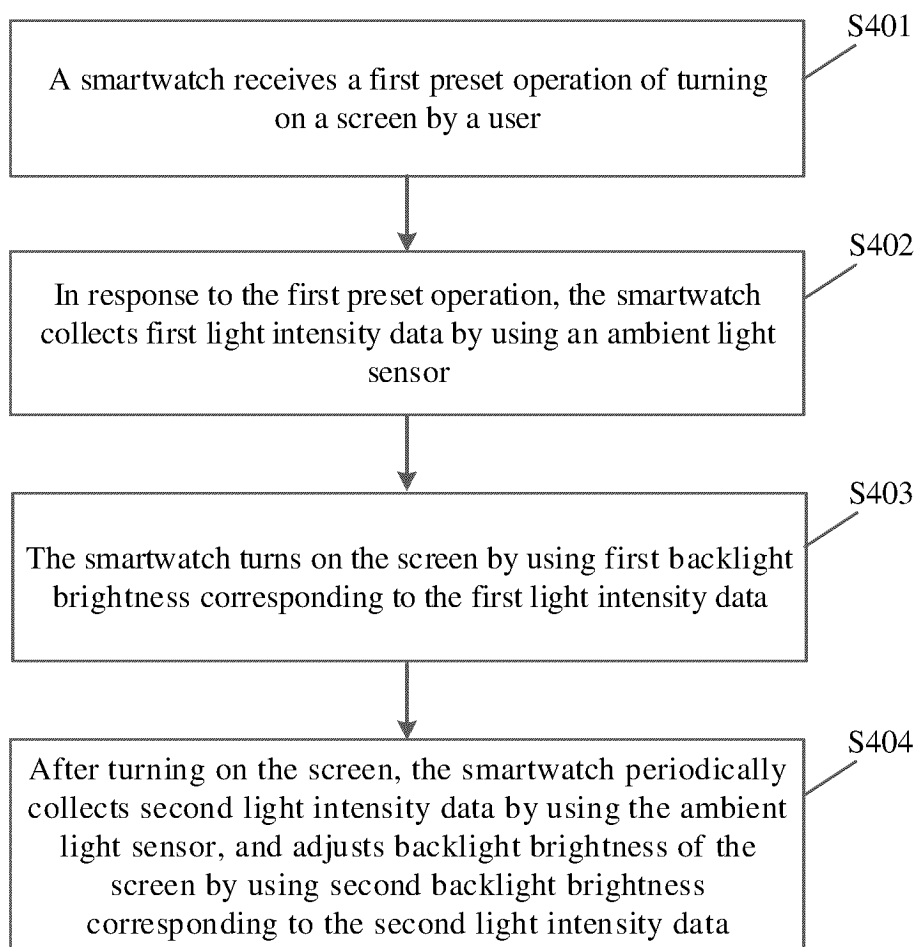 S401
A smartwatch receives a first preset operation of turning
on a screen by a user
S402
In response to the first preset operation, the smartwatch
collects first light intensity data by using an ambient light
sensor
S403
The smartwatch turns on the screen by using first backlight
brightness corresponding to the first light intensity data
S404
After turning on the screen, the smartwatch periodically
collects second light intensity data by using the ambient
light sensor, and adjusts backlight brightness of the
screen by using second backlight brightness
corresponding to the second light intensity data